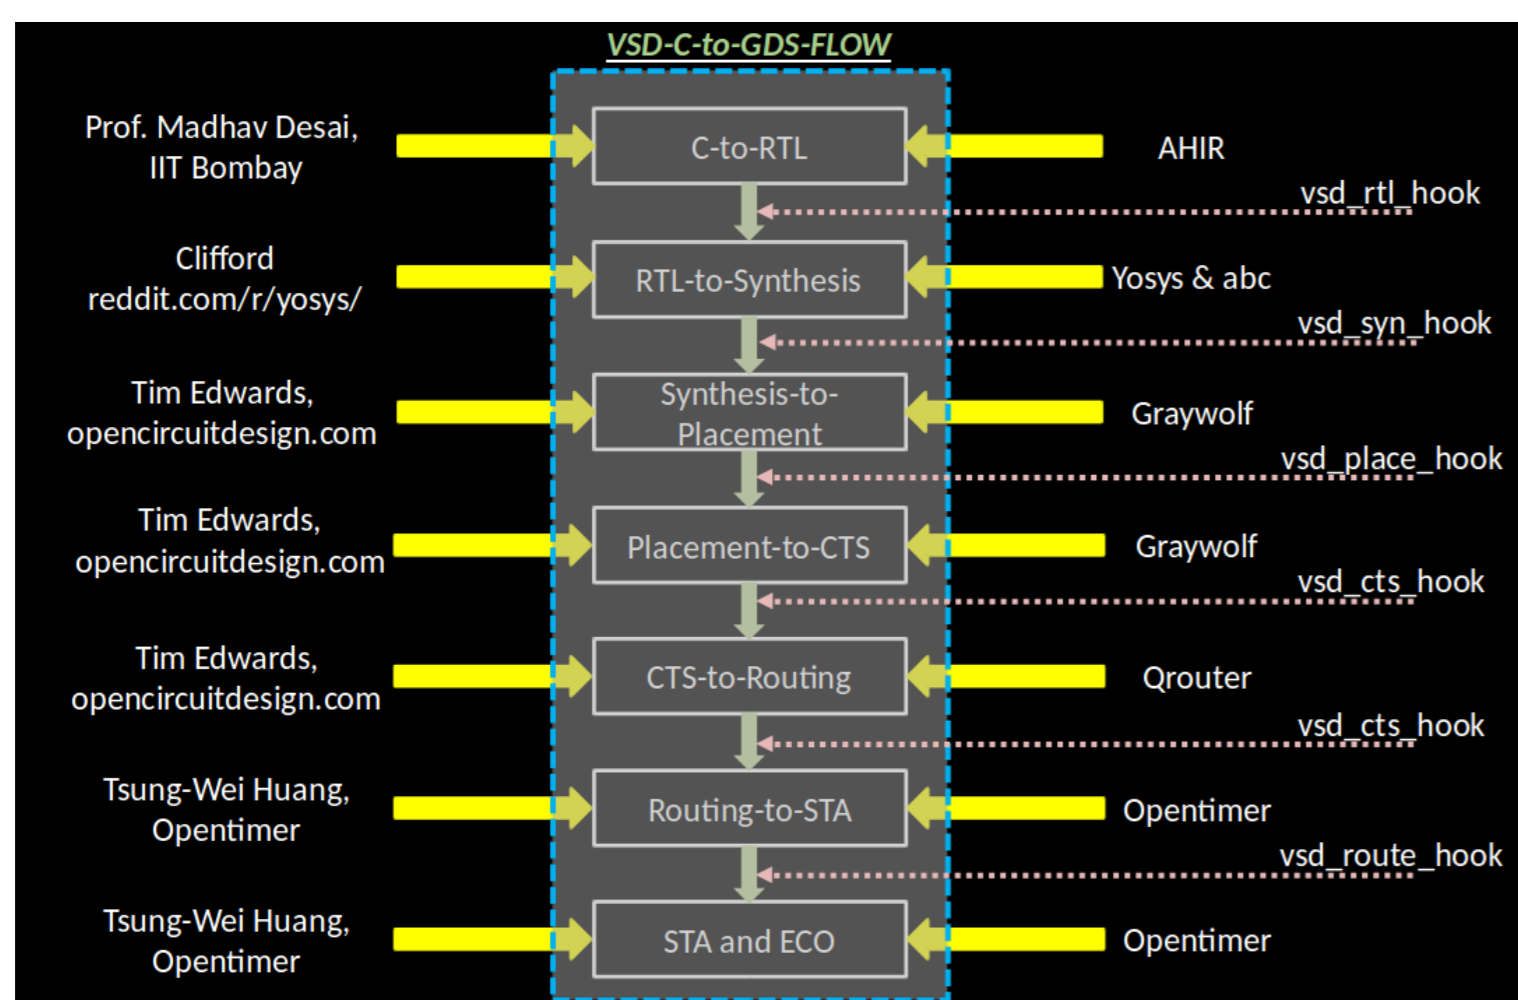 VSD-C-to-GDS-FLOW
Prof. Madhav Desai,
IIT Bombay
C-to-RTL
AHIR
vsd_rtl_hook
Clifford
reddit.com/r/yosys/
RTL-to-Synthesis
Yosys & abc
vsd_syn_hook
Tim Edwards,
opencircuitdesign.com
Synthesis-to-
Placement
Graywolf
vsd_place_hook
Tim Edwards,
opencircuitdesign.com
Placement-to-CTS
Graywolf
vsd_cts_hook
Tim Edwards,
opencircuitdesign.com
CTS-to-Routing
Qrouter
vsd_cts_hook
Tsung-Wei Huang,
Opentimer
Routing-to-STA
Opentimer
vsd_route_hook
Tsung-Wei Huang,
Opentimer
STA and ECO
Opentimer